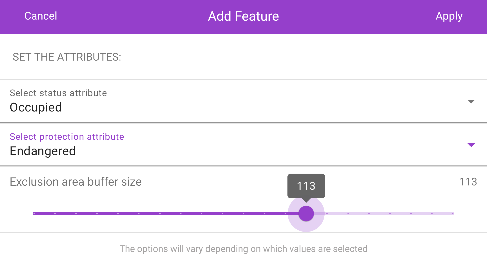 Cancel Add Feature Apply
SET THE ATTRIBUTES:
Select status attribute
Occupied
Select protection attribute
Endangered
Exclusion area buffer size 113
113
The options will vary depending on which values are selected